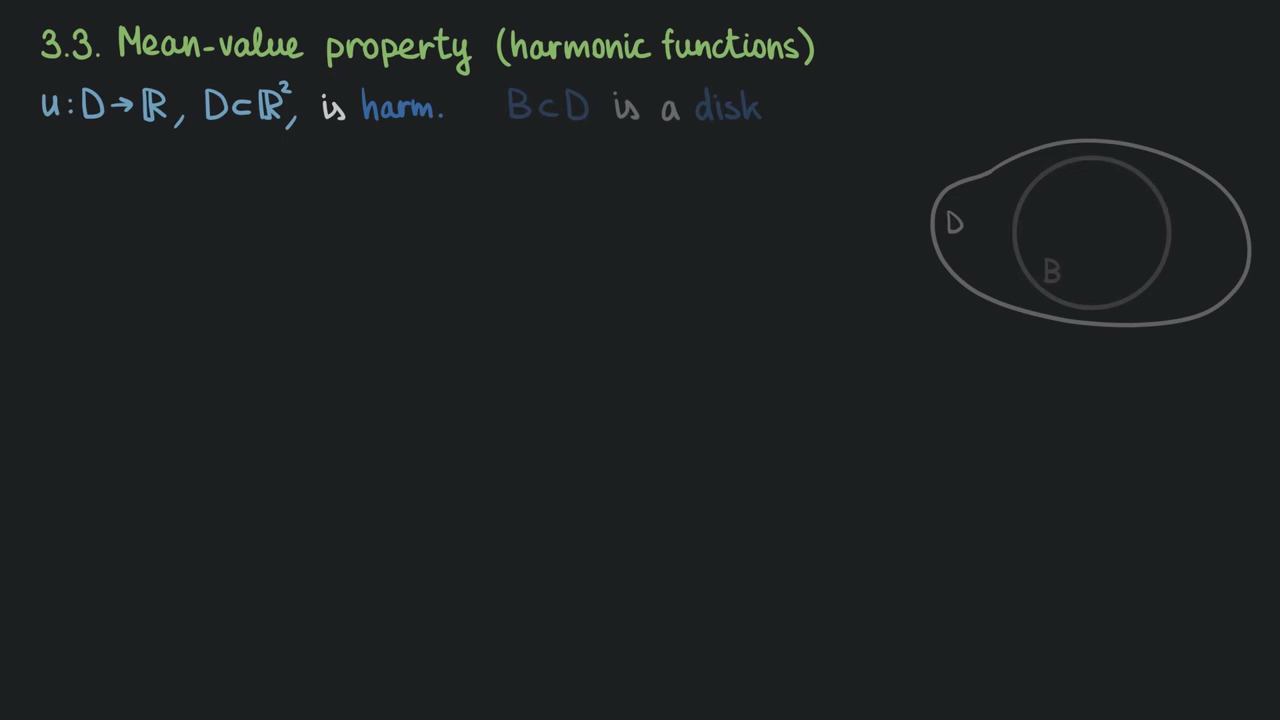 3.3. Mean-value property (harmonic functions)
u : D → ℝ, D ⊂ ℝ², is harm. B ⊂ D is a disk
D
B